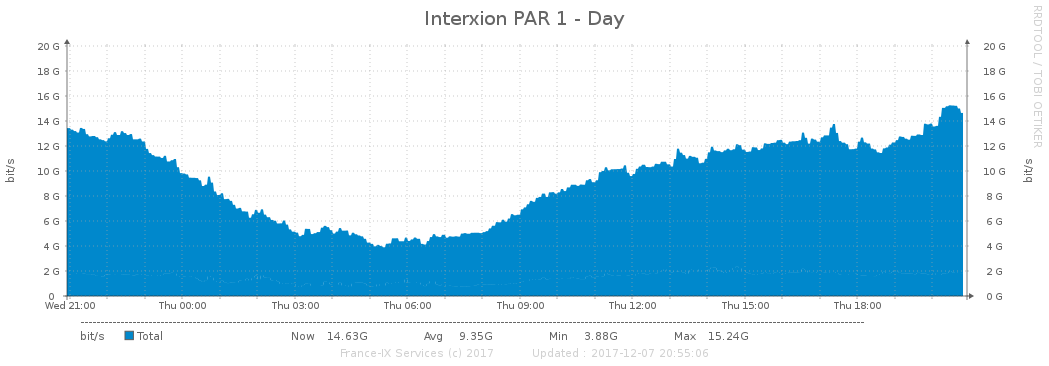 Interxion PAR 1 - Day
RRDTOOL / TOBI OETIKER
20 G 20 G
18 G 18 G
16 G 16 G
14 G 14 G
12 G 12 G
10 G 10 G
8 G 8 G
6 G 6 G
4 G 4 G
2 G 2 G
0 0 G
bit/s bit/s
Wed 21:00 Thu 00:00 Thu 03:00 Thu 06:00 Thu 09:00 Thu 12:00 Thu 15:00 Thu 18:00
bit/s Total Now 14.63G Avg 9.35G Min 3.88G Max 15.24G
France-IX Services (c) 2017 Updated : 2017-12-07 20:55:06